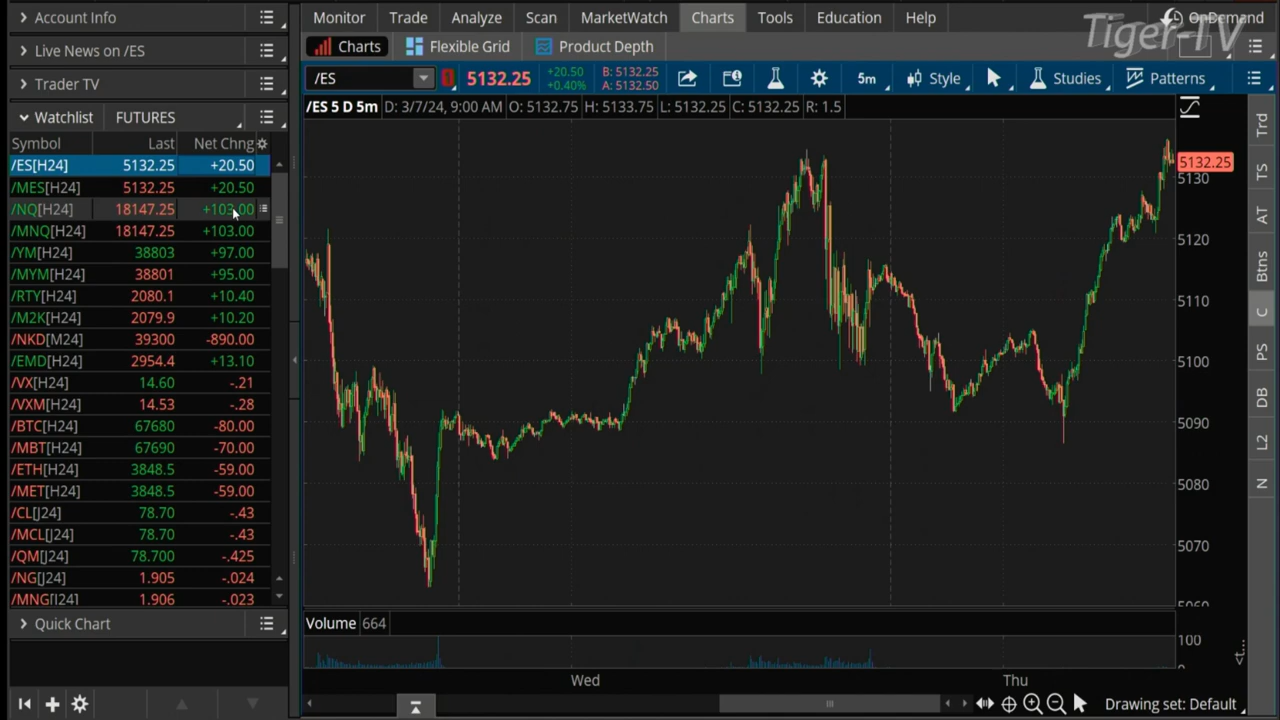 Account Info
Live News on /ES
Trader TV
Watchlist FUTURES
Symbol Last Net Chng
/ES[H24] 5132.25 +20.50
/MES[H24] 5132.25 +20.50
/NQ[H24] 18147.25 +103.00
/MNQ[H24] 18147.25 +103.00
/YM[H24] 38803 +97.00
/MYM[H24] 38801 +95.00
/RTY[H24] 2080.1 +10.40
/M2K[H24] 2079.9 +10.20
/NKD[M24] 39300 -890.00
/EMD[H24] 2954.4 +13.10
/VX[H24] 14.60 -.21
/VXM[H24] 14.53 -.28
/BTC[H24] 67680 -80.00
/MBT[H24] 67690 -70.00
/ETH[H24] 3848.5 -59.00
/MET[H24] 3848.5 -59.00
/CL[J24] 78.70 -.43
/MCL[J24] 78.70 -.43
/QM[J24] 78.700 -.425
/NG[J24] 1.905 -.024
/MNG[J24] 1.906 -.023
Quick Chart
Monitor Trade Analyze Scan MarketWatch Charts Tools Education Help OnDemand
Tiger-TV
Charts Flexible Grid Product Depth
/ES 5132.25 +20.50 +0.40% B: 5132.25 A: 5132.50 5m Style Studies Patterns
/ES 5 D 5m D: 3/7/24, 9:00 AM O: 5132.75 H: 5133.75 L: 5132.25 C: 5132.25 R: 1.5
5132.25
5130
5120
5110
5100
5090
5080
5070
5060
Volume 664
100
Wed Thu
Drawing set: Default
Trd
TS
AT
Btns
C
PS
DB
L2
N